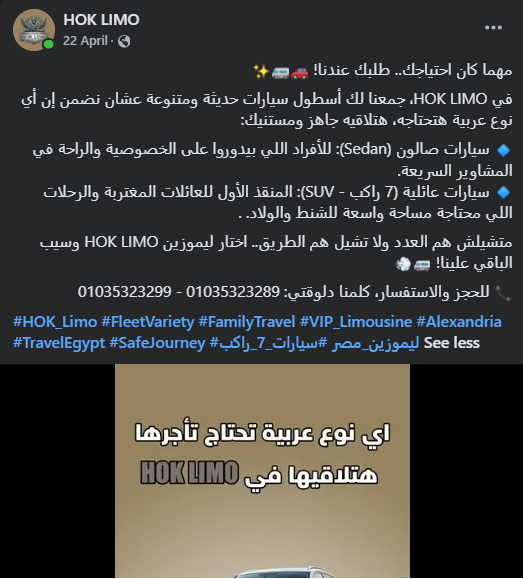 HOK LIMO
22 April ·
مهما كان احتياجك.. طلبك عندنا! 🚗🚐✨
في HOK LIMO، جمعنا لك أسطول سيارات حديثة ومتنوعة عشان نضمن إن أي
نوع عربية هتحتاجه، هتلاقيه جاهز ومستنيك:
🔹 سيارات صالون (Sedan): للأفراد اللي بيدوروا على الخصوصية والراحة في
المشاوير السريعة.
🔹 سيارات عائلية (7 راكب - SUV): المنقذ الأول للعائلات المغتربة والرحلات
اللي محتاجة مساحة واسعة للشنط والولاد. .
متشيلش هم العدد ولا تشيل هم الطريق.. اختار ليموزين HOK LIMO وسيب
الباقي علينا! 🚐💨
📞 للحجز والاستفسار، كلمنا دلوقتي: 01035323289 - 01035323299
#HOK_Limo #FleetVariety #FamilyTravel #VIP_Limousine #Alexandria
#TravelEgypt #SafeJourney #ليموزين_مصر #سيارات_7_راكب See less
اي نوع عربية تحتاج تأجرها
هتلاقيها في HOK LIMO